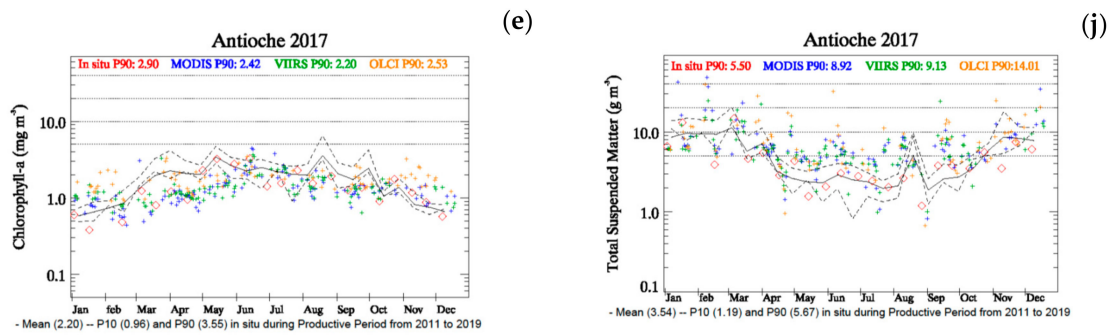 (e)
Antioche 2017
In situ P90: 2.90 MODIS P90: 2.42 VIIRS P90: 2.20 OLCI P90: 2.53
Chlorophyll-a (mg m⁻³)
10.0
1.0
0.1
Jan feb Mar Apr May Jun Jul Aug Sep Oct Nov Dec
- Mean (2.20) -- P10 (0.96) and P90 (3.55) in situ during Productive Period from 2011 to 2019
(j)
Antioche 2017
In situ P90: 5.50 MODIS P90: 8.92 VIIRS P90: 9.13 OLCI P90:14.01
Total Suspended Matter (g m⁻³)
10.0
1.0
0.1
Jan feb Mar Apr May Jun Jul Aug Sep Oct Nov Dec
- Mean (3.54) -- P10 (1.19) and P90 (5.67) in situ during Productive Period from 2011 to 2019